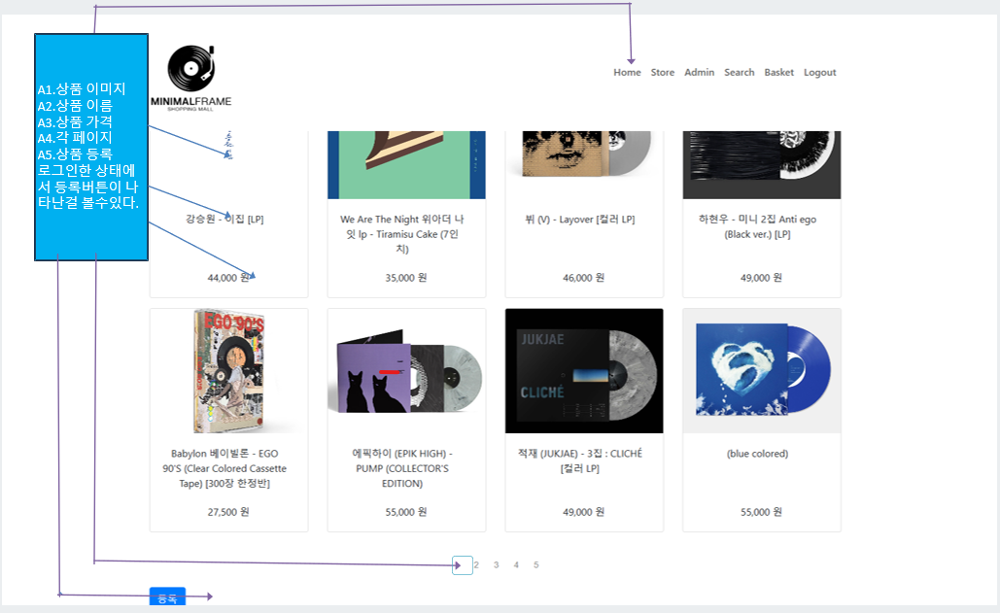 Home Store Admin Search Basket Logout
MINIMALFRAME
SHOPPING MALL
A1.상품 이미지
A2.상품 이름
A3.상품 가격
A4.각 페이지
A5.상품 등록
로그인한 상태에
서 등록버튼이 나
타난걸 볼수있다.
강승원 - 이집 [LP]
44,000 원
We Are The Night 위아더 나
잇 lp - Tiramisu Cake (7인
치)
35,000 원
뷔 (V) - Layover [컬러 LP]
46,000 원
하현우 - 미니 2집 Anti ego
(Black ver.) [LP]
49,000 원
EGO 90'S
Babylon 베이빌론 - EGO
90'S (Clear Colored Cassette
Tape) [300장 한정반]
27,500 원
에픽하이 (EPIK HIGH) -
PUMP (COLLECTOR'S
EDITION)
55,000 원
JUKJAE
CLICHÉ
적재 (JUKJAE) - 3집 : CLICHÉ
[컬러 LP]
49,000 원
(blue colored)
55,000 원
2 3 4 5
등록